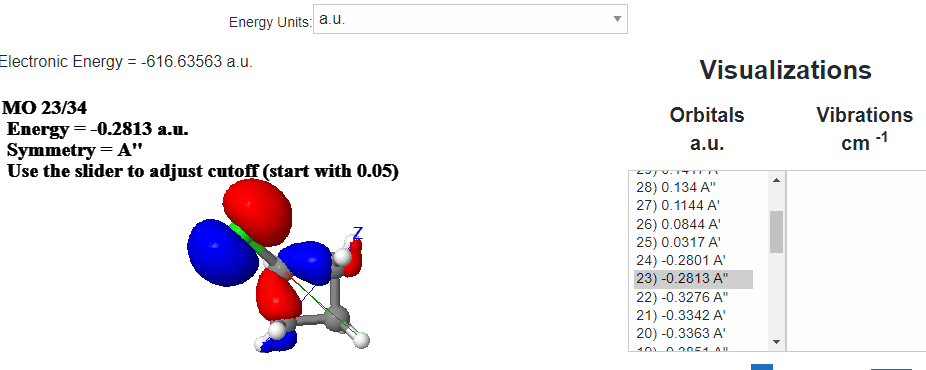 Energy Units: a.u.
Electronic Energy = -616.63563 a.u.
MO 23/34
Energy = -0.2813 a.u.
Symmetry = A"
Use the slider to adjust cutoff (start with 0.05)
Z
Visualizations
Orbitals
a.u.
Vibrations
cm -1
28) 0.134 A"
27) 0.1144 A'
26) 0.0844 A'
25) 0.0317 A'
24) -0.2801 A'
23) -0.2813 A"
22) -0.3276 A"
21) -0.3342 A'
20) -0.3363 A'